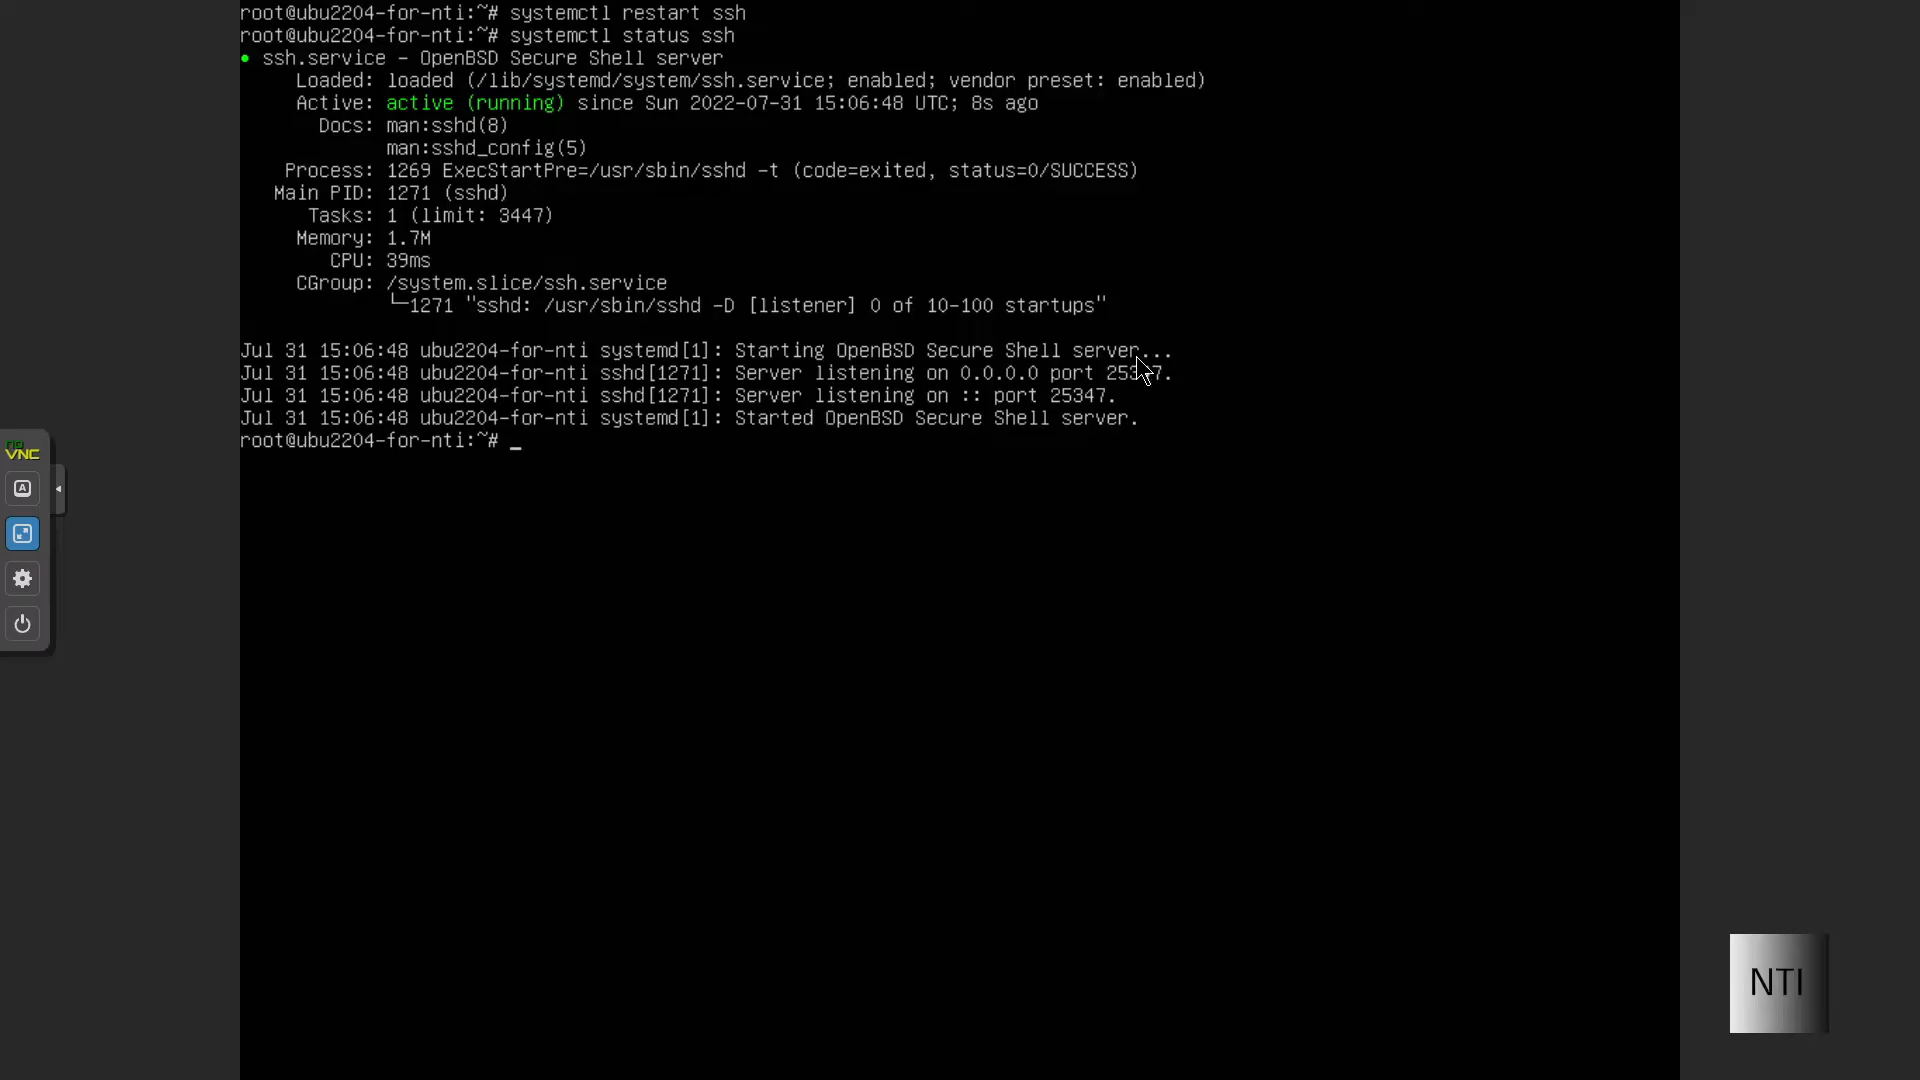 root@ubu2204-for-nti:~# systemctl restart ssh
root@ubu2204-for-nti:~# systemctl status ssh
● ssh.service - OpenBSD Secure Shell server
Loaded: loaded (/lib/systemd/system/ssh.service; enabled; vendor preset: enabled)
Active: active (running) since Sun 2022-07-31 15:06:48 UTC; 8s ago
Docs: man:sshd(8)
man:sshd_config(5)
Process: 1269 ExecStartPre=/usr/sbin/sshd -t (code=exited, status=0/SUCCESS)
Main PID: 1271 (sshd)
Tasks: 1 (limit: 3447)
Memory: 1.7M
CPU: 39ms
CGroup: /system.slice/ssh.service
└─1271 "sshd: /usr/sbin/sshd -D [listener] 0 of 10-100 startups"
Jul 31 15:06:48 ubu2204-for-nti systemd[1]: Starting OpenBSD Secure Shell server...
Jul 31 15:06:48 ubu2204-for-nti sshd[1271]: Server listening on 0.0.0.0 port 25347.
Jul 31 15:06:48 ubu2204-for-nti sshd[1271]: Server listening on :: port 25347.
Jul 31 15:06:48 ubu2204-for-nti systemd[1]: Started OpenBSD Secure Shell server.
root@ubu2204-for-nti:~# _
no
VNC
A
NTI